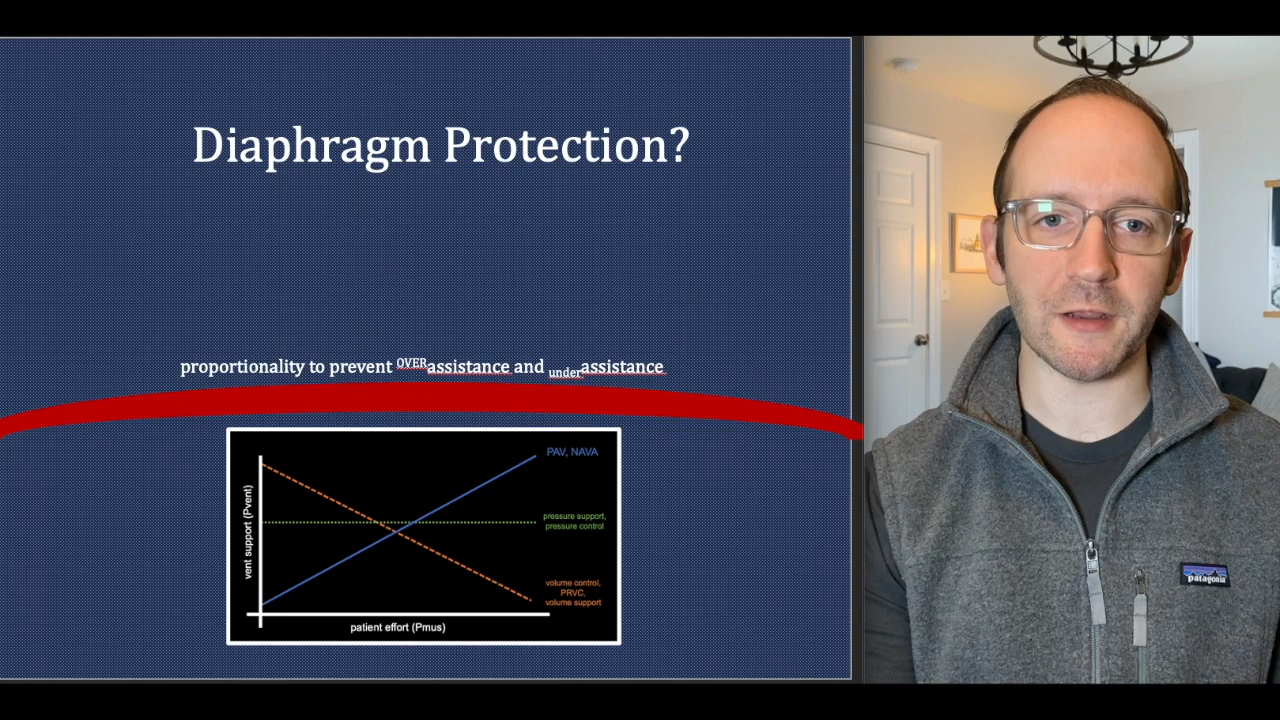 Diaphragm Protection?
proportionality to prevent OVERassistance and underassistance
PAV, NAVA
vent support (Pvent)
pressure support,
pressure control
volume control,
PRVC,
volume support
patient effort (Pmus)
patagonia